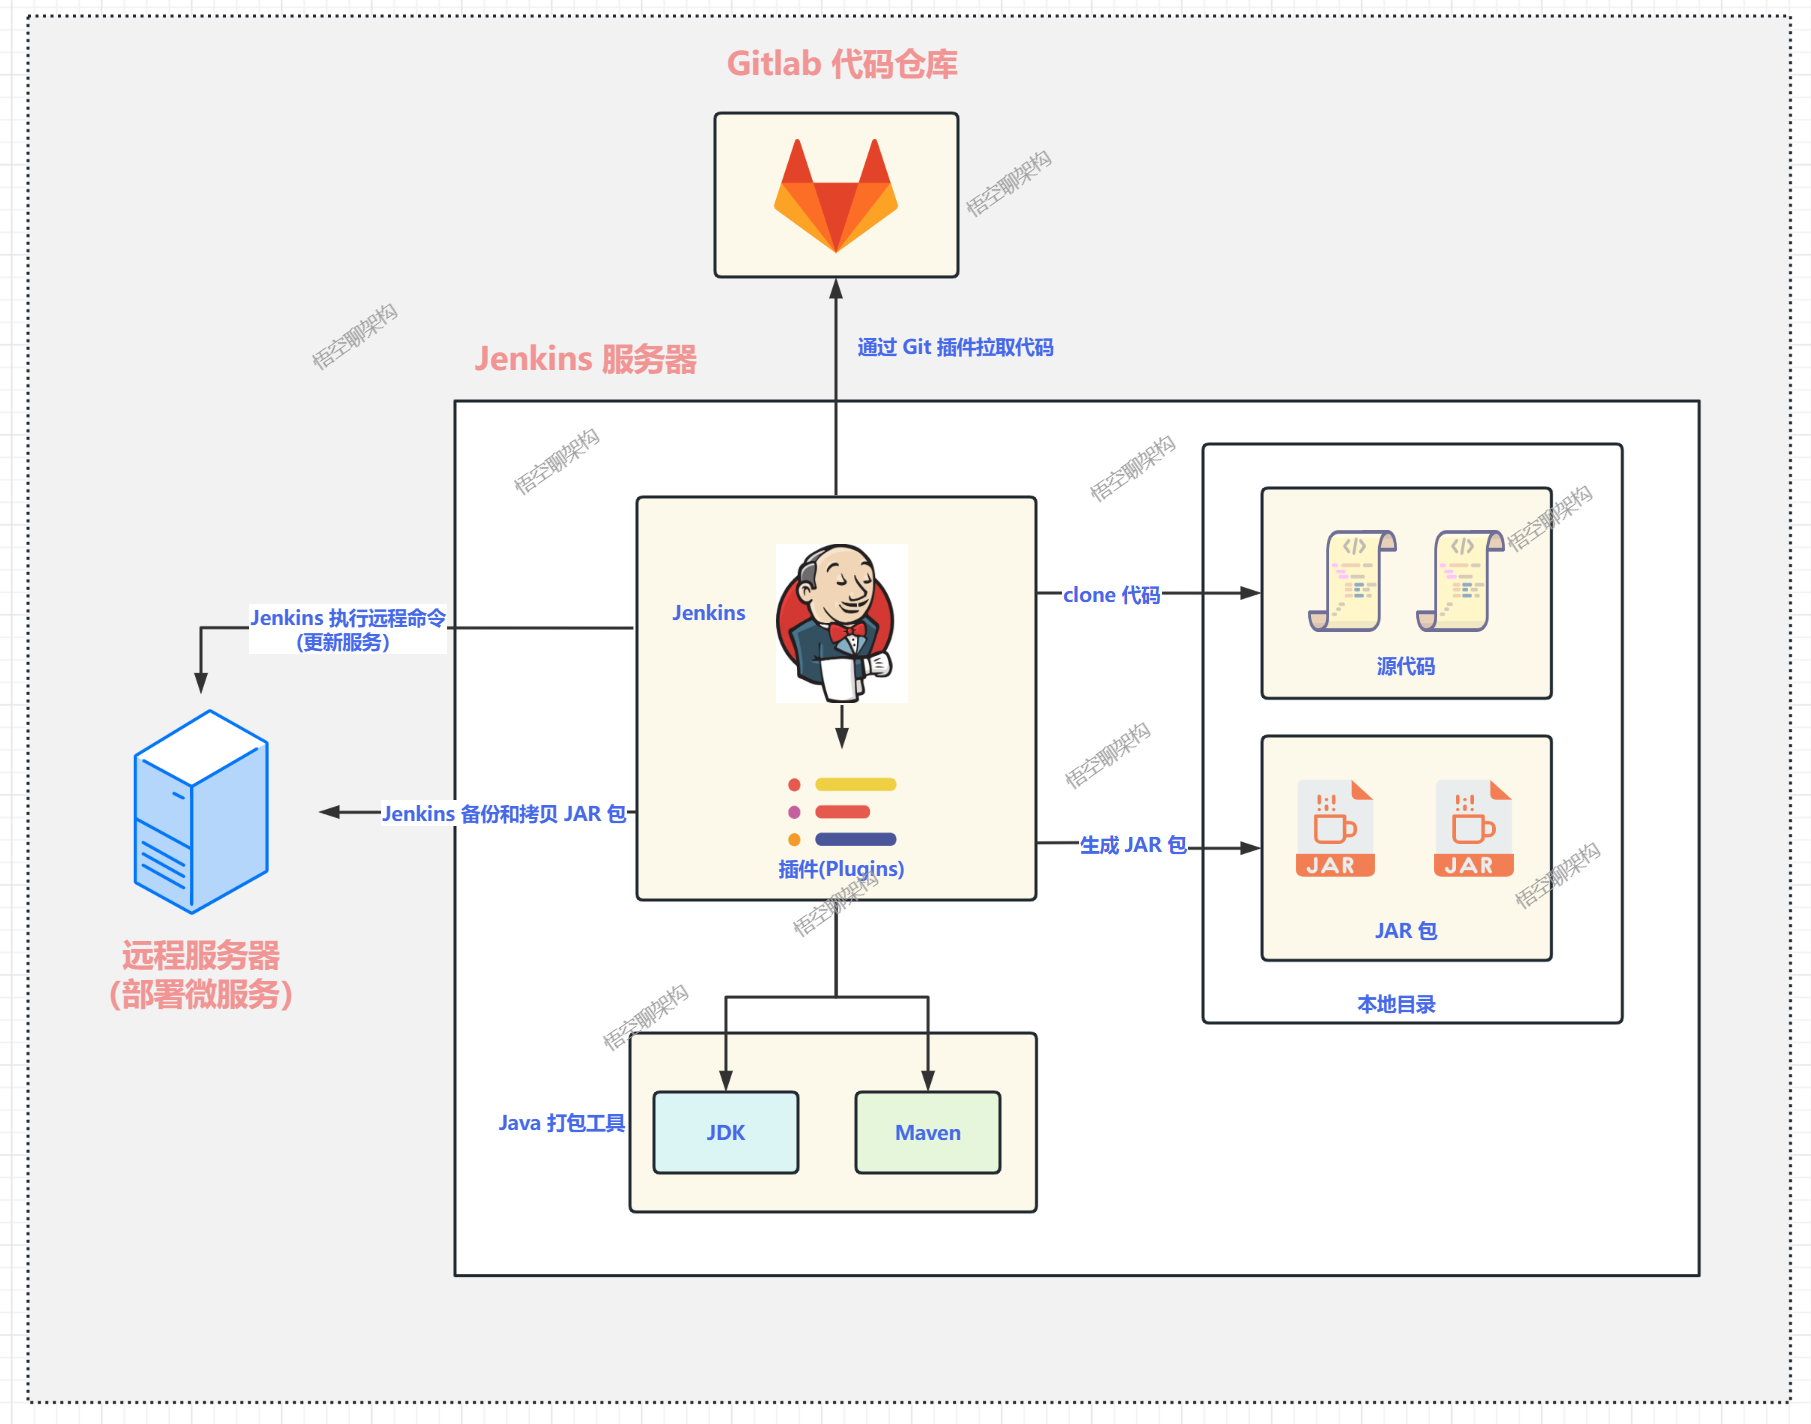 Gitlab 代码仓库
悟空聊架构
通过 Git 插件拉取代码
悟空聊架构
Jenkins 服务器
悟空聊架构
悟空聊架构
悟空聊架构
Jenkins
clone 代码
源代码
Jenkins 执行远程命令
(更新服务)
悟空聊架构
Jenkins 备份和拷贝 JAR 包
插件(Plugins)
生成 JAR 包
JAR
JAR
悟空聊架构
悟空聊架构
JAR 包
远程服务器
(部署微服务)
本地目录
悟空聊架构
Java 打包工具
JDK
Maven